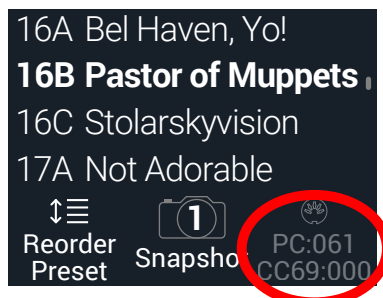 16A Bel Haven, Yo!
16B Pastor of Muppets
16C Stolarskyvision
17A Not Adorable
1
Reorder Preset
Snapshot
PC:061
CC69:000